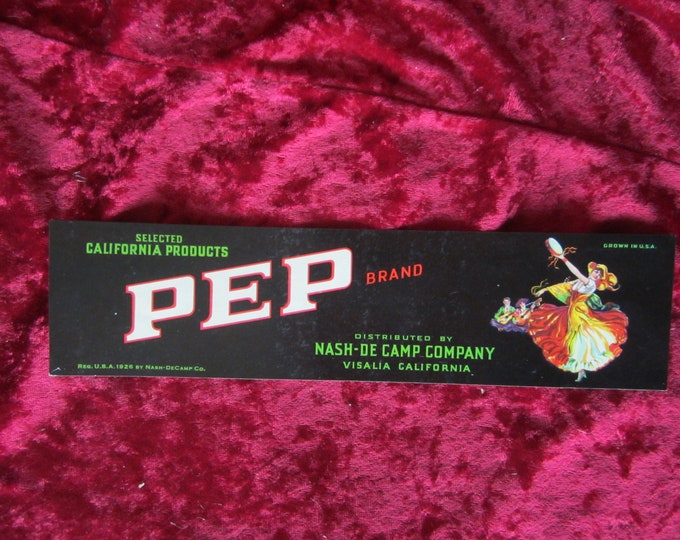 SELECTED
CALIFORNIA PRODUCTS
GROWN IN U.S.A.
PEP BRAND
DISTRIBUTED BY
NASH-DE CAMP COMPANY
VISALIA CALIFORNIA
REG. U.S.A. 1926 BY NASH-DECAMP CO.